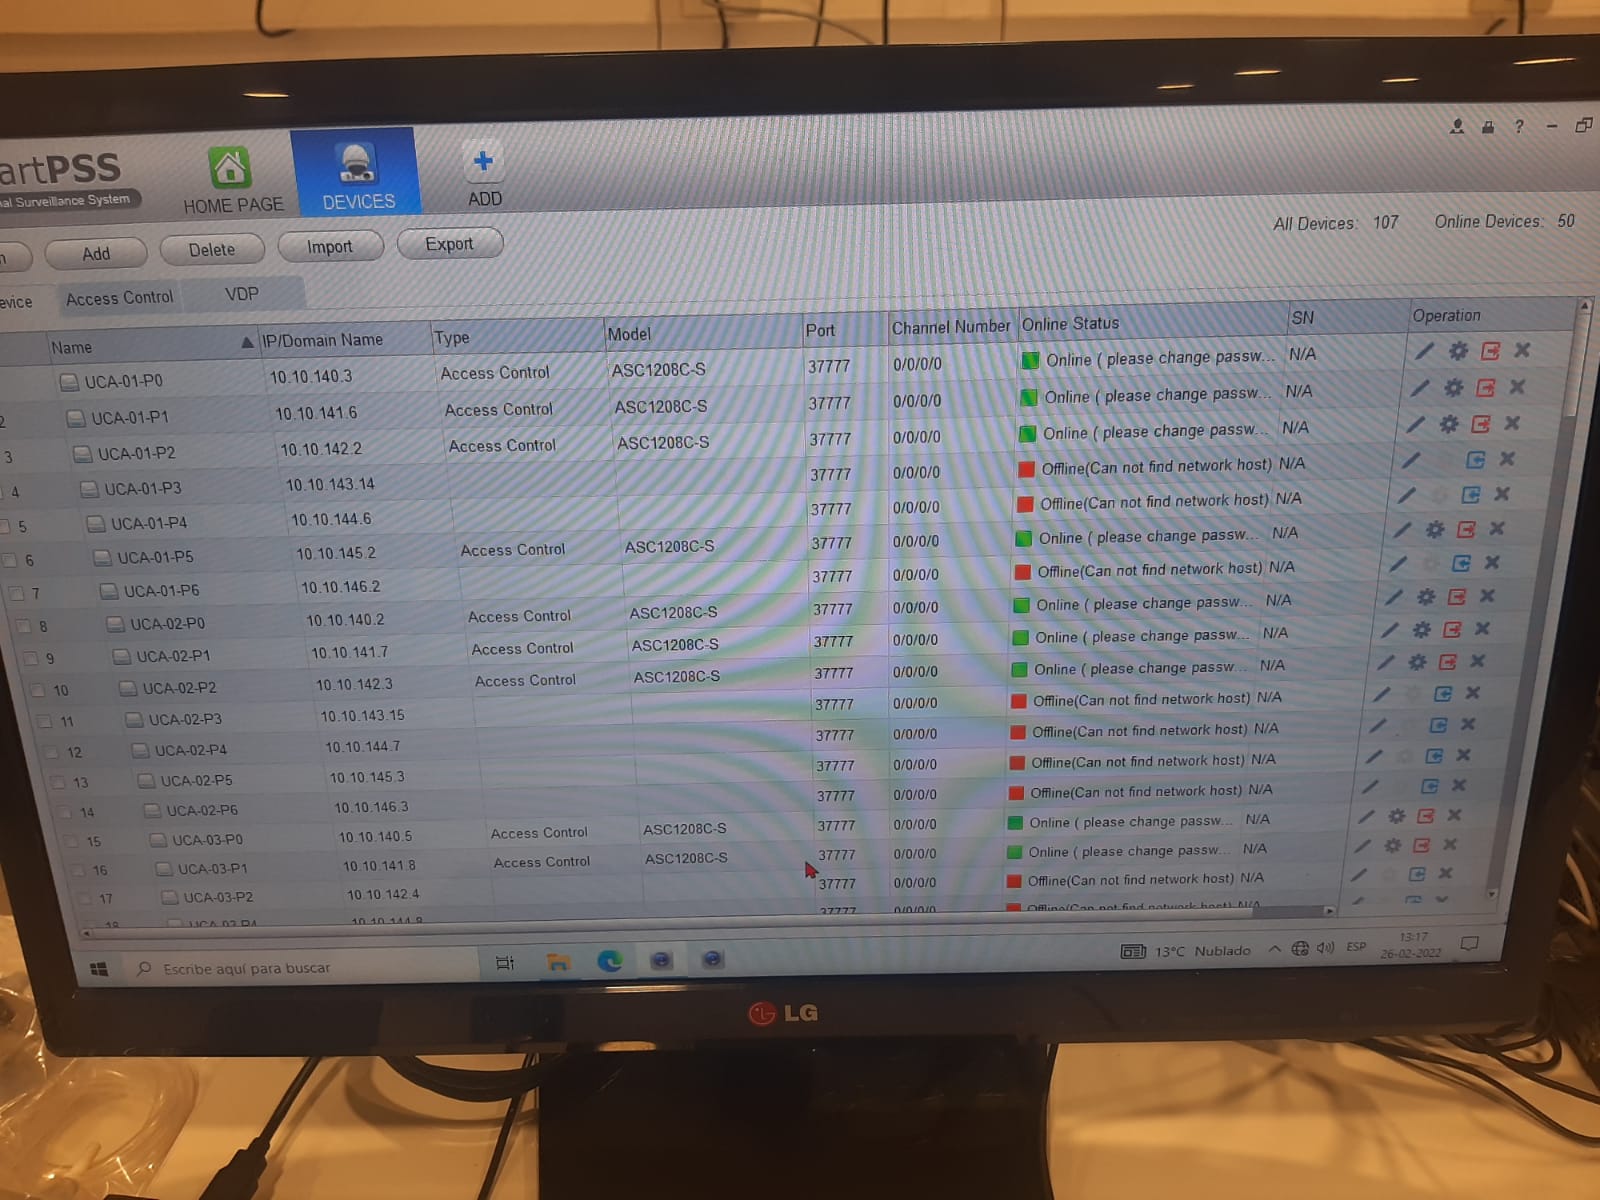 artPSS
al Surveillance System
HOME PAGE
DEVICES
ADD
?
All Devices: 107 Online Devices: 50
Add Delete Import Export
evice Access Control VDP
Name IP/Domain Name Type Model Port Channel Number Online Status SN Operation
UCA-01-P0 10.10.140.3 Access Control ASC1208C-S 37777 0/0/0/0 Online ( please change passw... N/A
2 UCA-01-P1 10.10.141.6 Access Control ASC1208C-S 37777 0/0/0/0 Online ( please change passw... N/A
3 UCA-01-P2 10.10.142.2 Access Control ASC1208C-S 37777 0/0/0/0 Online ( please change passw... N/A
4 UCA-01-P3 10.10.143.14 37777 0/0/0/0 Offline(Can not find network host) N/A
5 UCA-01-P4 10.10.144.6 37777 0/0/0/0 Offline(Can not find network host) N/A
6 UCA-01-P5 10.10.145.2 Access Control ASC1208C-S 37777 0/0/0/0 Online ( please change passw... N/A
7 UCA-01-P6 10.10.146.2 37777 0/0/0/0 Offline(Can not find network host) N/A
8 UCA-02-P0 10.10.140.2 Access Control ASC1208C-S 37777 0/0/0/0 Online ( please change passw... N/A
9 UCA-02-P1 10.10.141.7 Access Control ASC1208C-S 37777 0/0/0/0 Online ( please change passw... N/A
10 UCA-02-P2 10.10.142.3 Access Control ASC1208C-S 37777 0/0/0/0 Online ( please change passw... N/A
11 UCA-02-P3 10.10.143.15 37777 0/0/0/0 Offline(Can not find network host) N/A
12 UCA-02-P4 10.10.144.7 37777 0/0/0/0 Offline(Can not find network host) N/A
13 UCA-02-P5 10.10.145.3 37777 0/0/0/0 Offline(Can not find network host) N/A
14 UCA-02-P6 10.10.146.3 37777 0/0/0/0 Offline(Can not find network host) N/A
15 UCA-03-P0 10.10.140.5 Access Control ASC1208C-S 37777 0/0/0/0 Online ( please change passw... N/A
16 UCA-03-P1 10.10.141.8 Access Control ASC1208C-S 37777 0/0/0/0 Online ( please change passw... N/A
17 UCA-03-P2 10.10.142.4 37777 0/0/0/0 Offline(Can not find network host) N/A
18 UCA-03-P4 10.10.144.8 37777 0/0/0/0 Offline(Can not find network host) N/A
Escribe aquí para buscar
13°C Nublado ESP 13:17
26-02-2022
LG